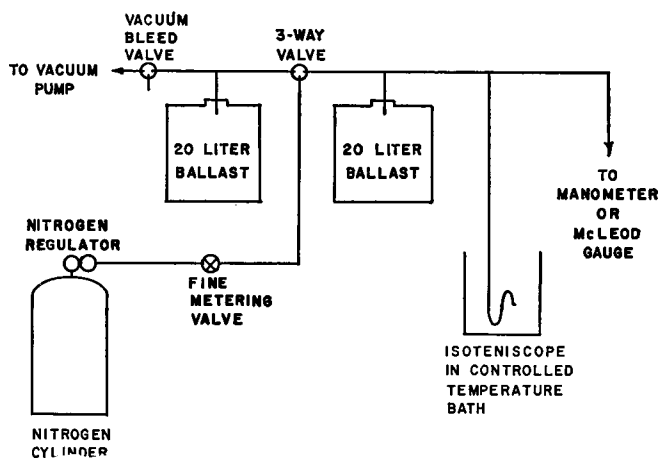 VACUUM
BLEED
VALVE
3-WAY
VALVE
TO VACUUM
PUMP
20 LITER
BALLAST
20 LITER
BALLAST
TO
MANOMETER
OR
McLEOD
GAUGE
NITROGEN
REGULATOR
FINE
METERING
VALVE
ISOTENISCOPE
IN CONTROLLED
TEMPERATURE
BATH
NITROGEN
CYLINDER